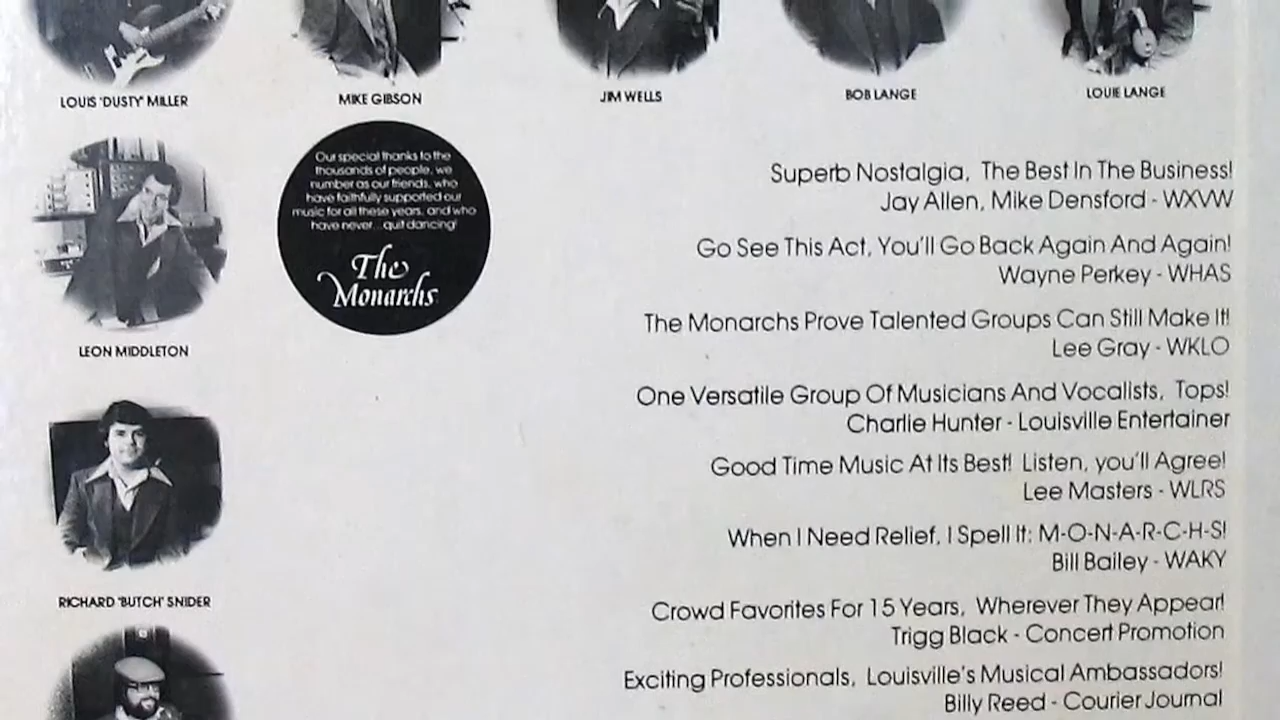 LOUIS 'DUSTY' MILLER
MIKE GIBSON
JIM WELLS
BOB LANGE
LOUIE LANGE
LEON MIDDLETON
RICHARD 'BUTCH' SNIDER
Our special thanks to the
thousands of people, we
number as our friends, who
have faithfully supported our
music for all these years, and who
have never...quit dancing!
The
Monarchs
Superb Nostalgia, The Best In The Business!
Jay Allen, Mike Densford - WXVW
Go See This Act, You'll Go Back Again And Again!
Wayne Perkey - WHAS
The Monarchs Prove Talented Groups Can Still Make It!
Lee Gray - WKLO
One Versatile Group Of Musicians And Vocalists, Tops!
Charlie Hunter - Louisville Entertainer
Good Time Music At Its Best! Listen, you'll Agree!
Lee Masters - WLRS
When I Need Relief, I Spell It: M-O-N-A-R-C-H-S!
Bill Bailey - WAKY
Crowd Favorites For 15 Years, Wherever They Appear!
Trigg Black - Concert Promotion
Exciting Professionals, Louisville's Musical Ambassadors!
Billy Reed - Courier Journal